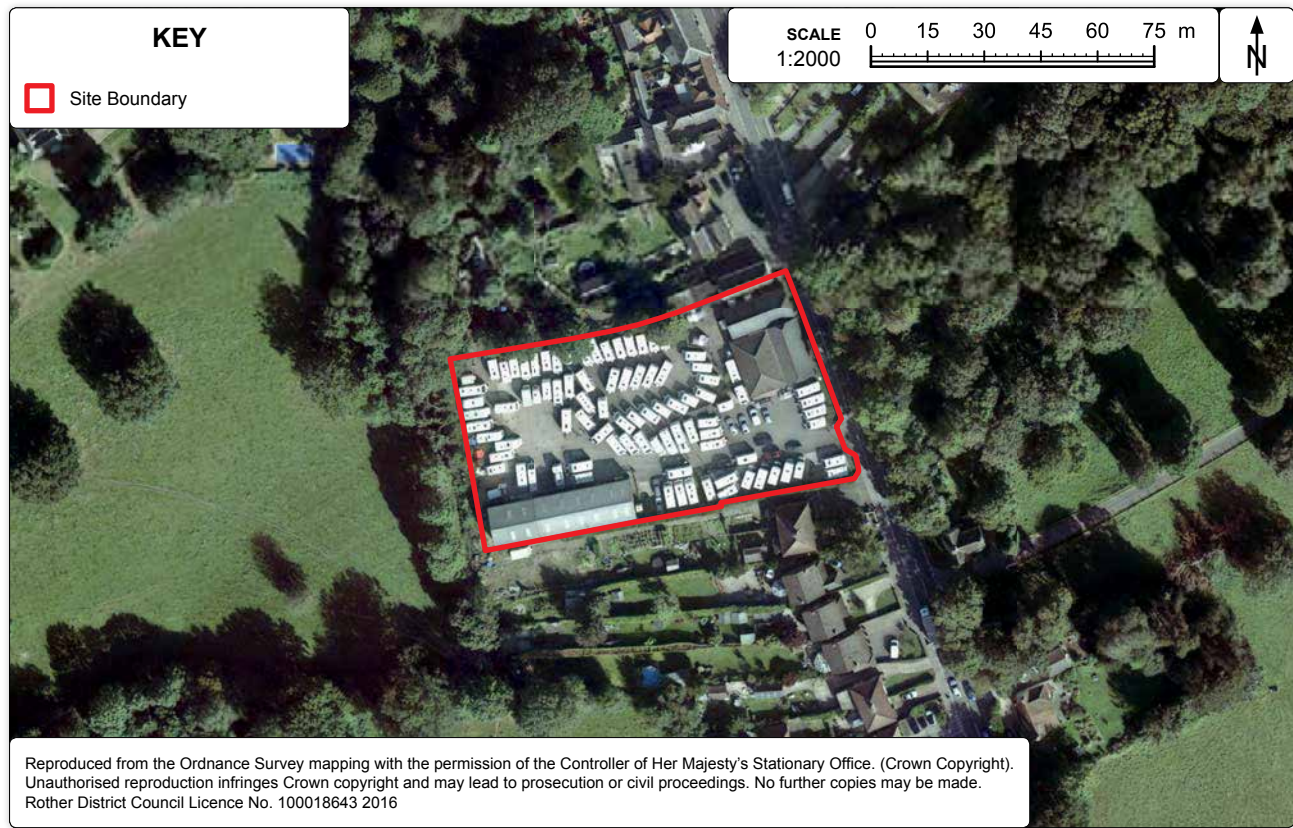 KEY
Site Boundary
SCALE
1:2000
0 15 30 45 60 75 m
N
Reproduced from the Ordnance Survey mapping with the permission of the Controller of Her Majesty's Stationary Office. (Crown Copyright).
Unauthorised reproduction infringes Crown copyright and may lead to prosecution or civil proceedings. No further copies may be made.
Rother District Council Licence No. 100018643 2016